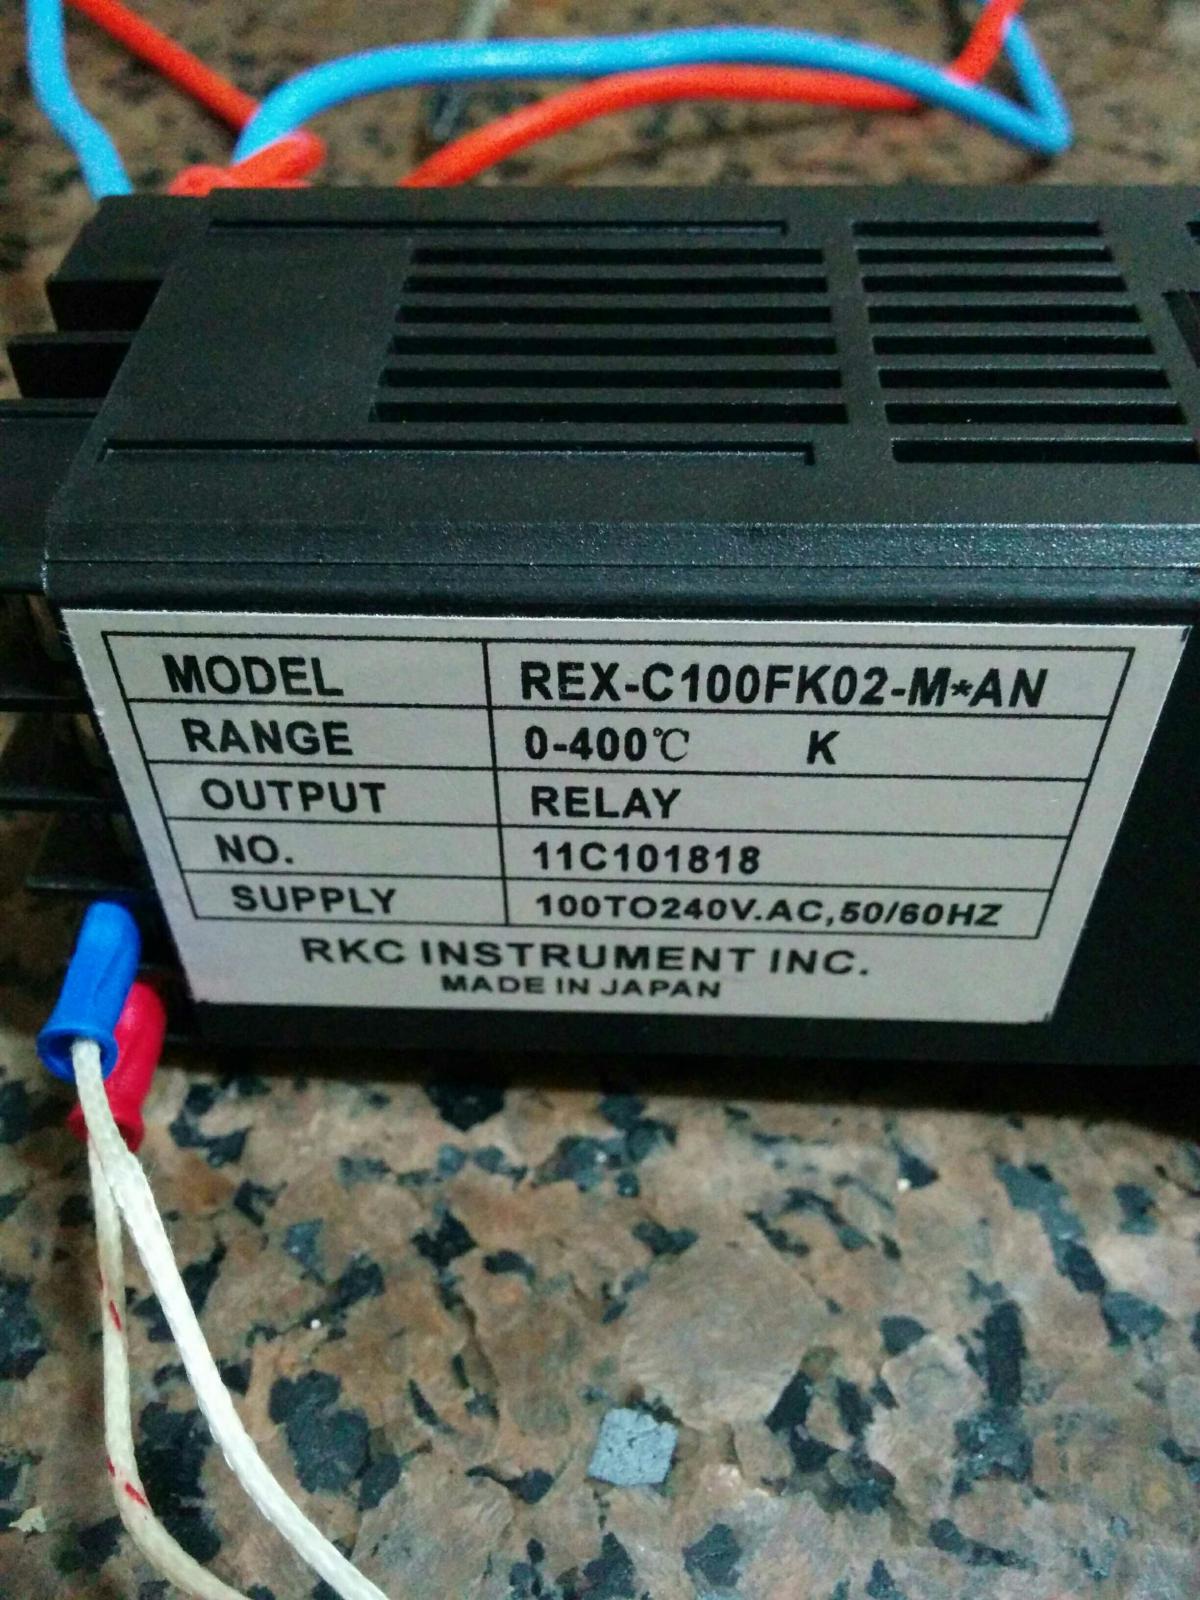 MODEL REX-C100FK02-M*AN
RANGE 0-400℃ K
OUTPUT RELAY
NO. 11C101818
SUPPLY 100TO240V.AC,50/60HZ
RKC INSTRUMENT INC.
MADE IN JAPAN